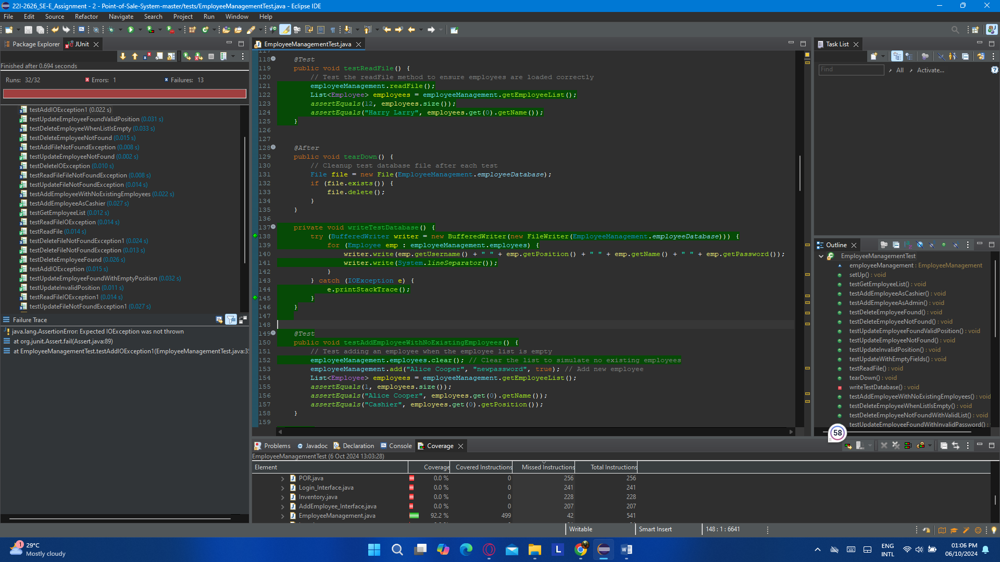 22I-2626_SE-E_Assignment - 2 - Point-of-Sale-System-master/tests/EmployeeManagementTest.java - Eclipse IDE
File Edit Source Refactor Navigate Search Project Run Window Help
Package Explorer JUnit
Finished after 0.694 seconds
Runs: 32/32 Errors: 1 Failures: 13
testAddIOException1 (0.022 s)
testUpdateEmployeeFoundValidPosition (0.031 s)
testDeleteEmployeeWhenListIsEmpty (0.033 s)
testDeleteEmployeeNotFound (0.015 s)
testAddFileNotFoundException (0.008 s)
testUpdateEmployeeNotFound (0.002 s)
testDeleteIOException (0.010 s)
testReadFileFileNotFoundException (0.008 s)
testUpdateFileNotFoundException (0.014 s)
testAddEmployeeWithNoExistingEmployees (0.022 s)
testAddEmployeeAsCashier (0.027 s)
testGetEmployeeList (0.012 s)
testReadFileIOException (0.014 s)
testReadFile (0.014 s)
testDeleteFileNotFoundException1 (0.024 s)
testDeleteFileNotFoundException (0.013 s)
testDeleteEmployeeFound (0.026 s)
testAddIOException (0.015 s)
testUpdateEmployeeFoundWithEmptyPosition (0.032 s)
testUpdateInvalidPosition (0.011 s)
testReadFileIOException1 (0.014 s)
testUpdateFileNotFoundException1 (0.027 s)
Failure Trace
java.lang.AssertionError: Expected IOException was not thrown
at org.junit.Assert.fail(Assert.java:89)
at EmployeeManagementTest.testAddIOException1(EmployeeManagementTest.java:35
EmployeeManagementTest.java
117
118 @Test
119 public void testReadFile() {
120 // Test the readFile method to ensure employees are loaded correctly
121 employeeManagement.readFile();
122 List<Employee> employees = employeeManagement.getEmployeeList();
123 assertEquals(12, employees.size());
124 assertEquals("Harry Larry", employees.get(0).getName());
125 }
126
127
128 @After
129 public void tearDown() {
130 // Cleanup test database file after each test
131 File file = new File(EmployeeManagement.employeeDatabase);
132 if (file.exists()) {
133 file.delete();
134 }
135 }
136
137 private void writeTestDatabase() {
138 try (BufferedWriter writer = new BufferedWriter(new FileWriter(EmployeeManagement.employeeDatabase))) {
139 for (Employee emp : employeeManagement.employees) {
140 writer.write(emp.getUsername() + " " + emp.getPosition() + " " + emp.getName() + " " + emp.getPassword());
141 writer.write(System.lineSeparator());
142 }
143 } catch (IOException e) {
144 e.printStackTrace();
145 }
146 }
147
148
149 @Test
150 public void testAddEmployeeWithNoExistingEmployees() {
151 // Test adding an employee when the employee list is empty
152 employeeManagement.employees.clear(); // Clear the list to simulate no existing employees
153 employeeManagement.add("Alice Cooper", "newpassword", true); // Add new employee
154 List<Employee> employees = employeeManagement.getEmployeeList();
155 assertEquals(1, employees.size());
156 assertEquals("Alice Cooper", employees.get(0).getName());
157 assertEquals("Cashier", employees.get(0).getPosition());
158 }
159
Task List
Find All Activate...
Outline
EmployeeManagementTest
employeeManagement : EmployeeManagement
setUp() : void
testGetEmployeeList() : void
testAddEmployeeAsCashier() : void
testAddEmployeeAsAdmin() : void
testDeleteEmployeeFound() : void
testDeleteEmployeeNotFound() : void
testUpdateEmployeeFoundValidPosition() : void
testUpdateEmployeeNotFound() : void
testUpdateInvalidPosition() : void
testUpdateWithEmptyFields() : void
testReadFile() : void
tearDown() : void
writeTestDatabase() : void
testAddEmployeeWithNoExistingEmployees() : void
testDeleteEmployeeWhenListIsEmpty() : void
testDeleteEmployeeNotFoundWithValidList() : void
testUpdateEmployeeFoundWithInvalidPassword() :
58
Problems Javadoc Declaration Console Coverage
EmployeeManagementTest (6 Oct 2024 13:03:28)
Element Coverage Covered Instructions Missed Instructions Total Instructions
POR.java 0.0 % 0 256 256
Login_Interface.java 0.0 % 0 241 241
Inventory.java 0.0 % 0 228 228
AddEmployee_Interface.java 0.0 % 0 207 207
EmployeeManagement.java 92.2 % 499 42 541
Writable Smart Insert 148 : 1 : 6641
1
29°C
Mostly cloudy
ENG
INTL
01:06 PM
06/10/2024